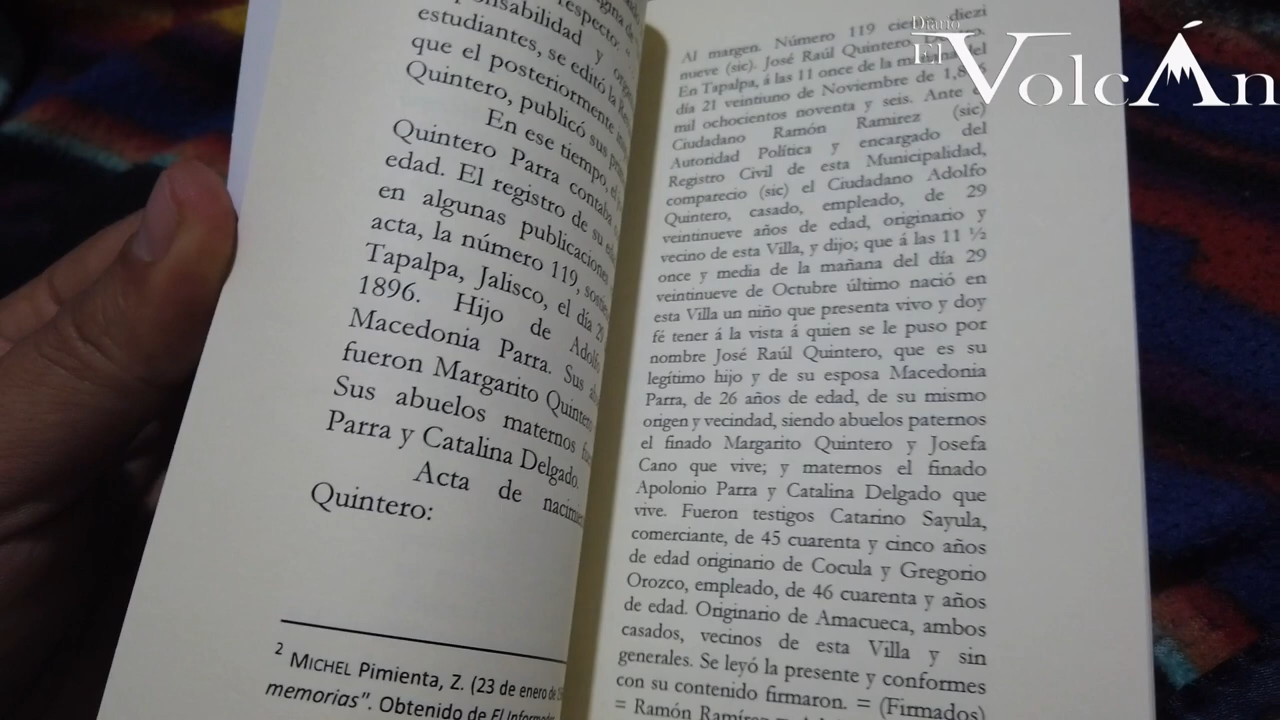 respecto:
estudiantes, se editó la
que el posteriormente
Quintero, publicó sus
En ese tiempo,
Quintero Parra contaba
edad. El registro de su
en algunas publicaciones
acta, la número 119,
Tapalpa, Jalisco, el día
1896. Hijo de Adolfo
Macedonia Parra. Sus
fueron Margarito Quintero
Sus abuelos maternos
Parra y Catalina Delgado.
Acta de
Quintero:
2 MICHEL Pimienta, Z. (23 de enero de
memorias". Obtenido de El
Al margen. Número 119 diezi
nueve (sic). José Raúl Quintero.
En Tapalpa, á las 11 once de la
día 21 veintiuno de Noviembre de
mil ochocientos noventa y seis. Ante
Ciudadano Ramón Ramirez (sic)
Autoridad Política y encargado del
Registro Civil de esta Municipalidad,
comparecio (sic) el Ciudadano Adolfo
Quintero, casado, empleado, de 29
veintinueve años de edad, originario y
vecino de esta Villa, y dijo; que á las 11 ½
once y media de la mañana del día 29
veintinueve de Octubre último nació en
esta Villa un niño que presenta vivo y doy
fé tener á la vista á quien se le puso por
nombre José Raúl Quintero, que es su
legítimo hijo y de su esposa Macedonia
Parra, de 26 años de edad, de su mismo
origen y vecindad, siendo abuelos paternos
el finado Margarito Quintero y Josefa
Cano que vive; y maternos el finado
Apolonio Parra y Catalina Delgado que
vive. Fueron testigos Catarino Sayula,
comerciante, de 45 cuarenta y cinco años
de edad originario de Cocula y Gregorio
Orozco, empleado, de 46 cuarenta y años
de edad. Originario de Amacueca, ambos
casados, vecinos de esta Villa y sin
generales. Se leyó la presente y conformes
con su contenido firmaron. = (Firmados)
= Ramón Ramírez
Diario
El Volcán